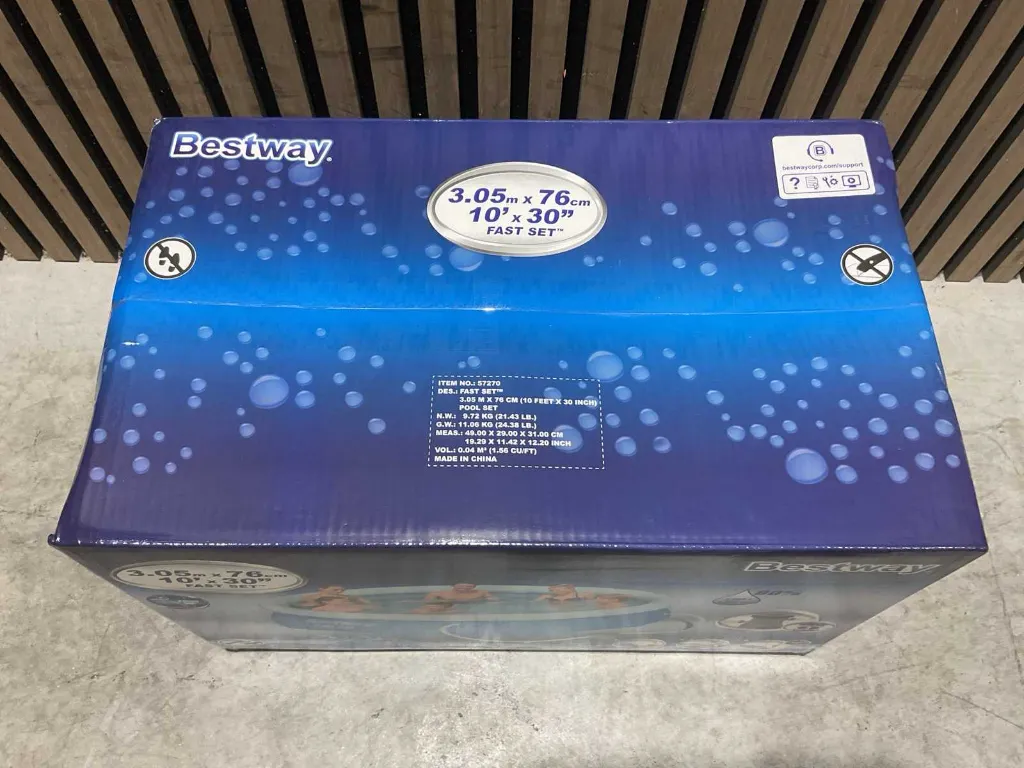 Bestway®
bestwaycorp.com/support
B
?
3.05m x 76cm
10' x 30"
FAST SET™
ITEM NO.: 57270
DES.: FAST SET™
3.05 M X 76 CM (10 FEET X 30 INCH)
POOL SET
N.W.: 9.72 KG (21.43 LB.)
G.W.: 11.06 KG (24.38 LB.)
MEAS.: 49.00 X 29.00 X 31.00 CM
19.29 X 11.42 X 12.20 INCH
VOL.: 0.04 M³ (1.56 CU/FT)
MADE IN CHINA
3.05m x 76cm
10' x 30"
FAST SET™
Bestway